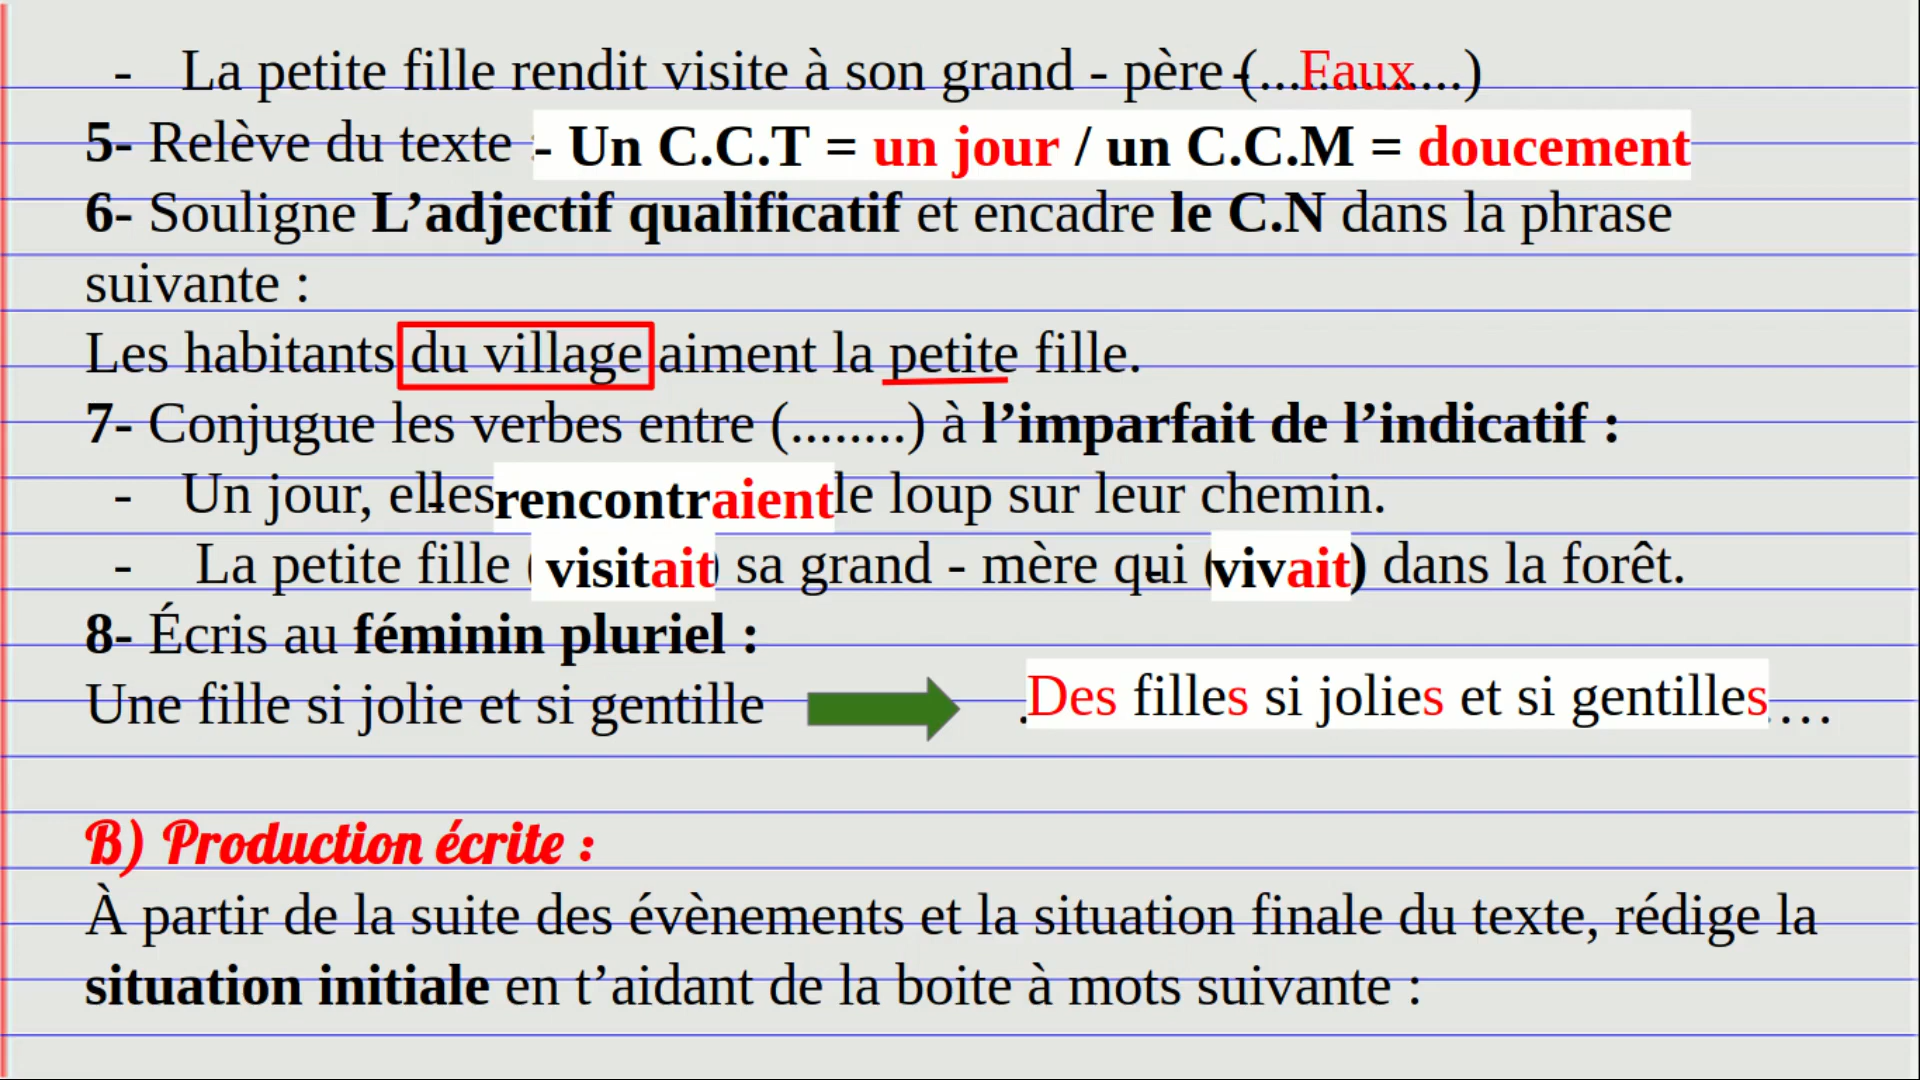 - La petite fille rendit visite à son grand - père - (....Faux....)
5- Relève du texte : - Un C.C.T = un jour / un C.C.M = doucement
6- Souligne L’adjectif qualificatif et encadre le C.N dans la phrase
suivante :
Les habitants du village aiment la petite fille.
7- Conjugue les verbes entre (........) à l’imparfait de l’indicatif :
- Un jour, elles rencontraient le loup sur leur chemin.
- La petite fille ( visitait) sa grand - mère qui (vivait) dans la forêt.
8- Écris au féminin pluriel :
Une fille si jolie et si gentille .Des filles si jolies et si gentilles...
B) Production écrite :
À partir de la suite des évènements et la situation finale du texte, rédige la
situation initiale en t’aidant de la boite à mots suivante :